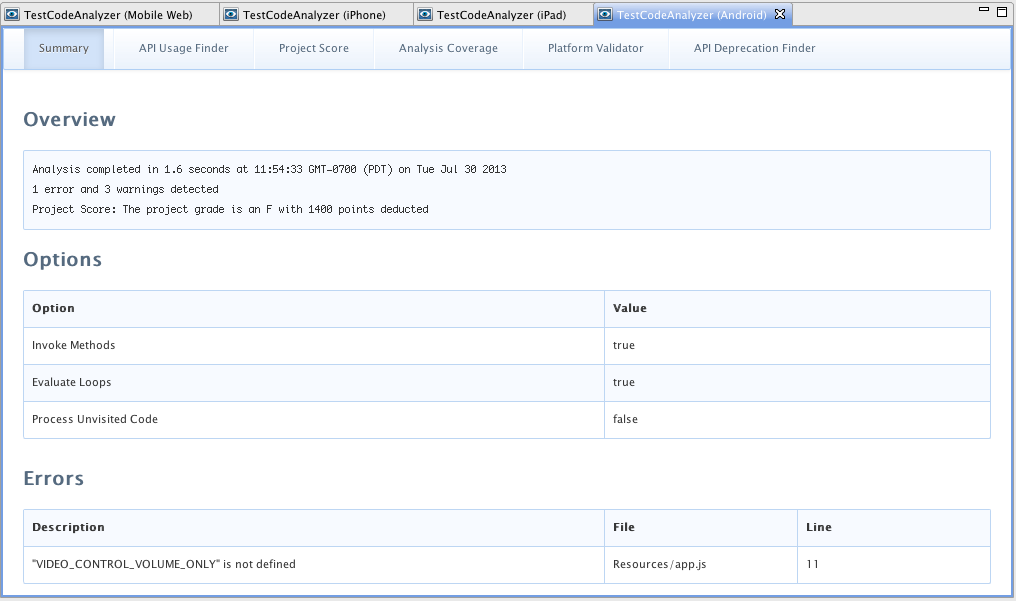 TestCodeAnalyzer (Mobile Web) TestCodeAnalyzer (iPhone) TestCodeAnalyzer (iPad) TestCodeAnalyzer (Android)
Summary API Usage Finder Project Score Analysis Coverage Platform Validator API Deprecation Finder
Overview
Analysis completed in 1.6 seconds at 11:54:33 GMT-0700 (PDT) on Tue Jul 30 2013
1 error and 3 warnings detected
Project Score: The project grade is an F with 1400 points deducted
Options
Option Value
Invoke Methods true
Evaluate Loops true
Process Unvisited Code false
Errors
Description File Line
"VIDEO_CONTROL_VOLUME_ONLY" is not defined Resources/app.js 11